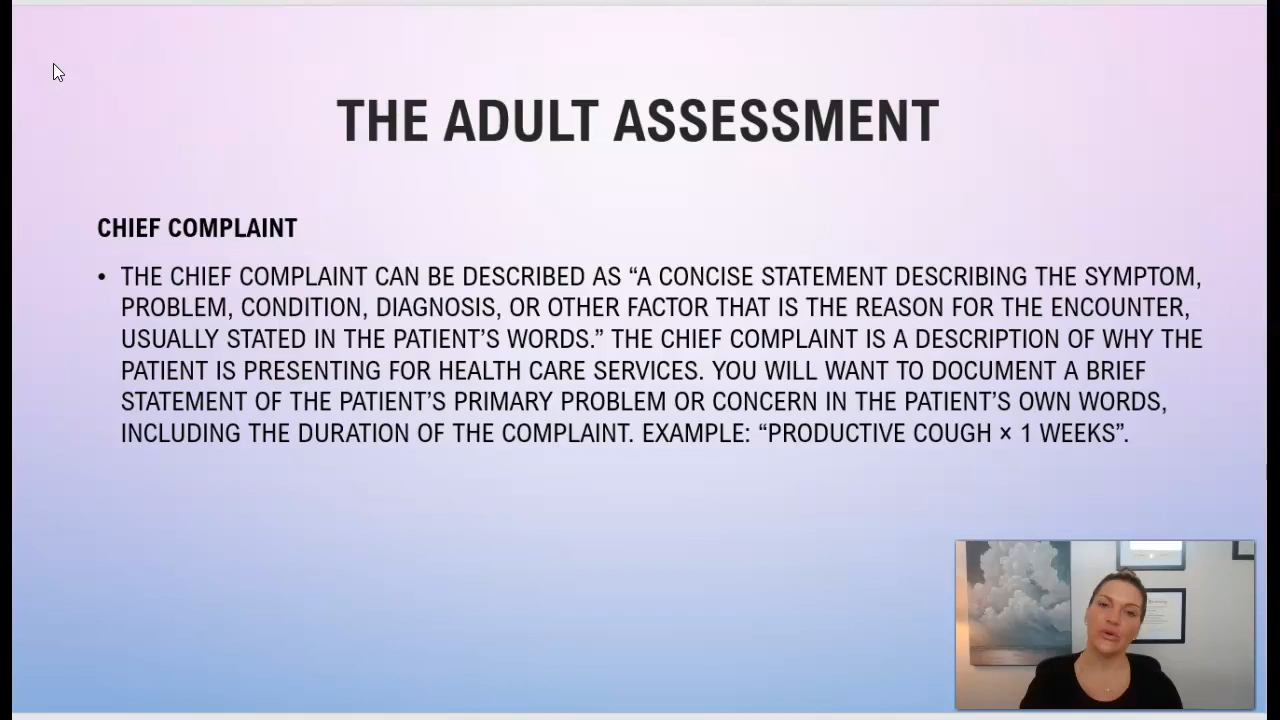 THE ADULT ASSESSMENT
CHIEF COMPLAINT
• THE CHIEF COMPLAINT CAN BE DESCRIBED AS “A CONCISE STATEMENT DESCRIBING THE SYMPTOM,
PROBLEM, CONDITION, DIAGNOSIS, OR OTHER FACTOR THAT IS THE REASON FOR THE ENCOUNTER,
USUALLY STATED IN THE PATIENT’S WORDS.” THE CHIEF COMPLAINT IS A DESCRIPTION OF WHY THE
PATIENT IS PRESENTING FOR HEALTH CARE SERVICES. YOU WILL WANT TO DOCUMENT A BRIEF
STATEMENT OF THE PATIENT’S PRIMARY PROBLEM OR CONCERN IN THE PATIENT’S OWN WORDS,
INCLUDING THE DURATION OF THE COMPLAINT. EXAMPLE: “PRODUCTIVE COUGH × 1 WEEKS”.